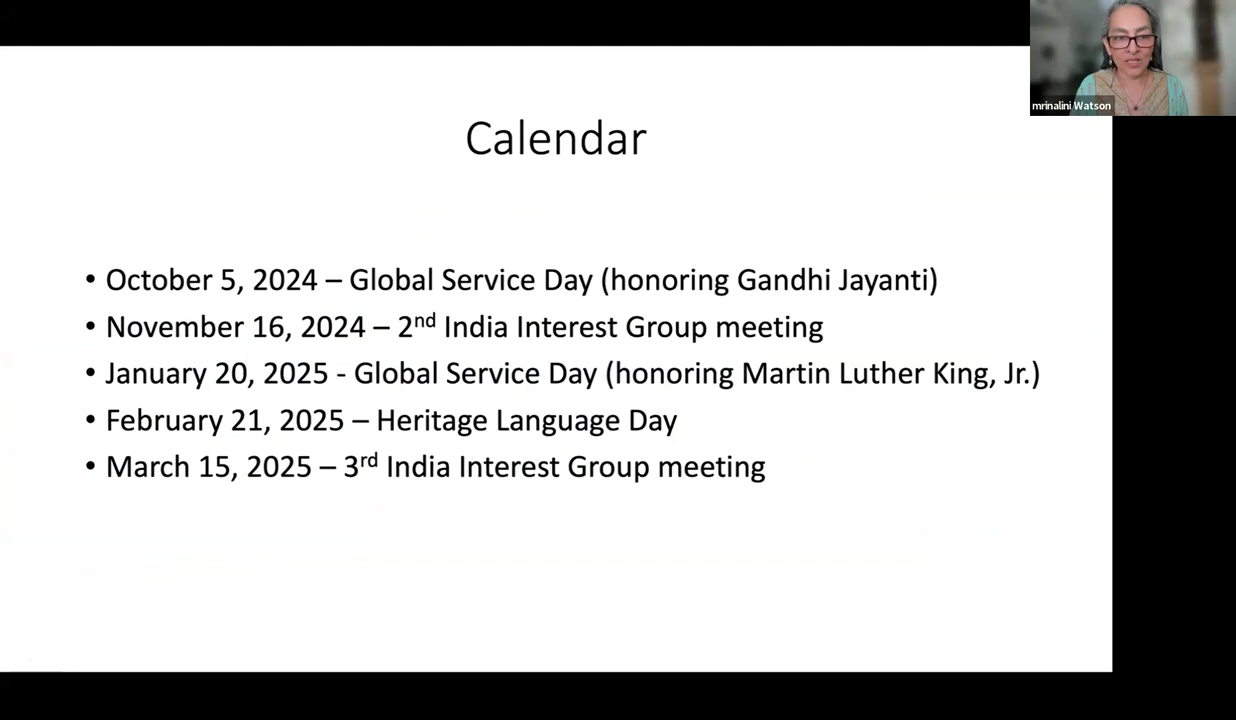 mrinalini Watson
Calendar
• October 5, 2024 – Global Service Day (honoring Gandhi Jayanti)
• November 16, 2024 – 2nd India Interest Group meeting
• January 20, 2025 - Global Service Day (honoring Martin Luther King, Jr.)
• February 21, 2025 – Heritage Language Day
• March 15, 2025 – 3rd India Interest Group meeting